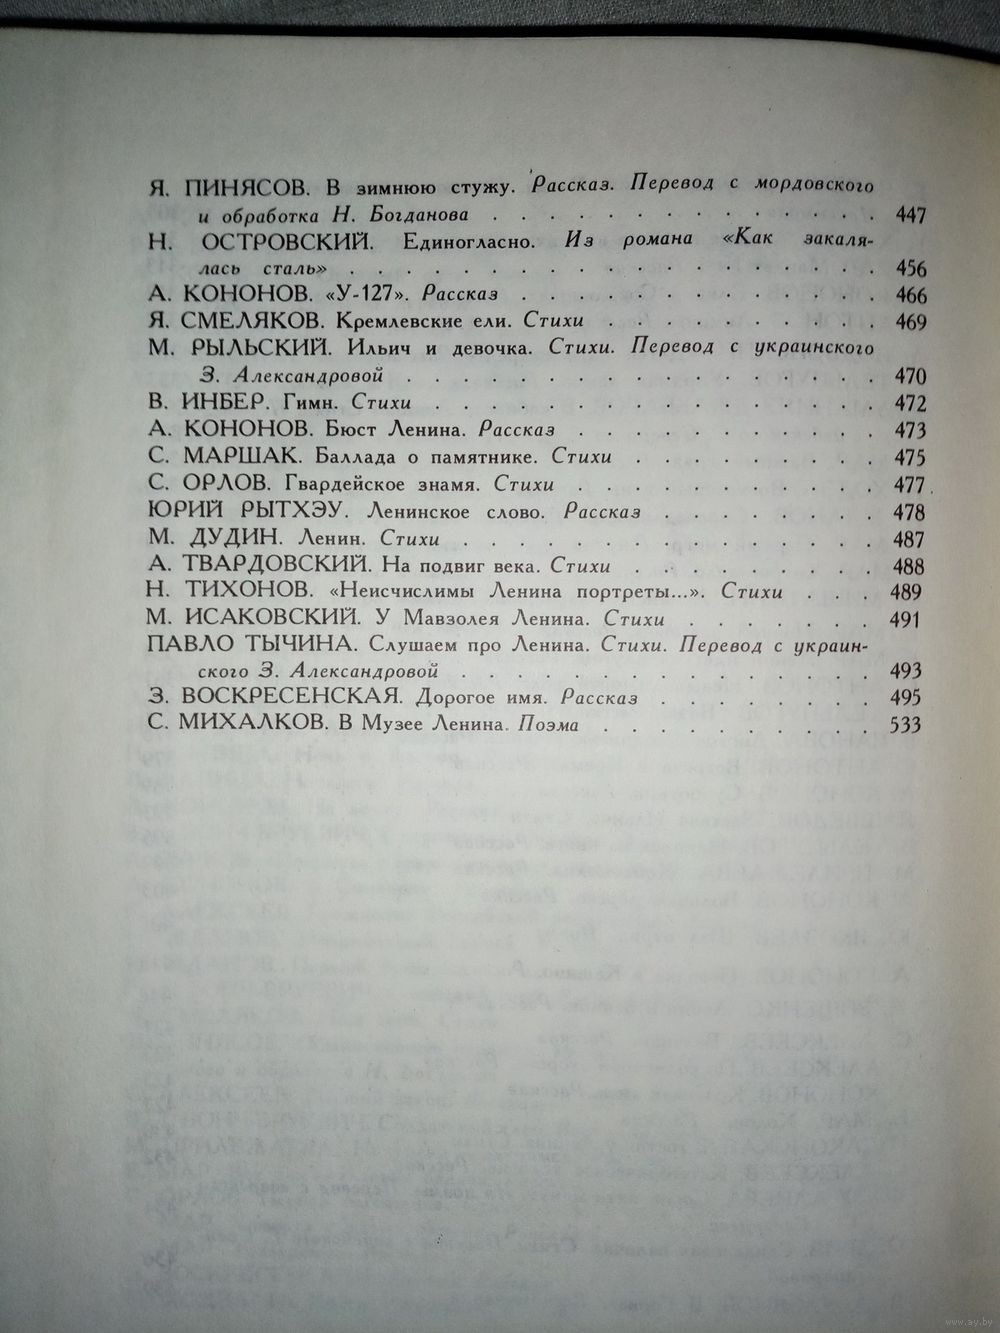 Я. ПИНЯСОВ. В зимнюю стужу. Рассказ. Перевод с мордовского
и обработка Н. Богданова . . . . . . . . . . . . . . 447
Н. ОСТРОВСКИЙ. Единогласно. Из романа «Как закаля-
лась сталь» . . . . . . . . . . . . . . . . . . . 456
А. КОНОНОВ. «У-127». Рассказ . . . . . . . . . . . . 466
Я. СМЕЛЯКОВ. Кремлевские ели. Стихи . . . . . . . . . . 469
М. РЫЛЬСКИЙ. Ильич и девочка. Стихи. Перевод с украинского
З. Александровой . . . . . . . . . . . . . . . . . 470
В. ИНБЕР. Гимн. Стихи . . . . . . . . . . . . . . . . 472
А. КОНОНОВ. Бюст Ленина. Рассказ . . . . . . . . . . . 473
С. МАРШАК. Баллада о памятнике. Стихи . . . . . . . . . 475
С. ОРЛОВ. Гвардейское знамя. Стихи . . . . . . . . . . . 477
ЮРИЙ РЫТХЭУ. Ленинское слово. Рассказ . . . . . . . . 478
М. ДУДИН. Ленин. Стихи . . . . . . . . . . . . . . . 487
А. ТВАРДОВСКИЙ. На подвиг века. Стихи . . . . . . . . . 488
Н. ТИХОНОВ. «Неисчислимы Ленина портреты...». Стихи . . . 489
М. ИСАКОВСКИЙ. У Мавзолея Ленина. Стихи . . . . . . . 491
ПАВЛО ТЫЧИНА. Слушаем про Ленина. Стихи. Перевод с украин-
ского З. Александровой . . . . . . . . . . . . . . . 493
З. ВОСКРЕСЕНСКАЯ. Дорогое имя. Рассказ . . . . . . . . 495
С. МИХАЛКОВ. В Музее Ленина. Поэма . . . . . . . . . . 533
www.ay.by